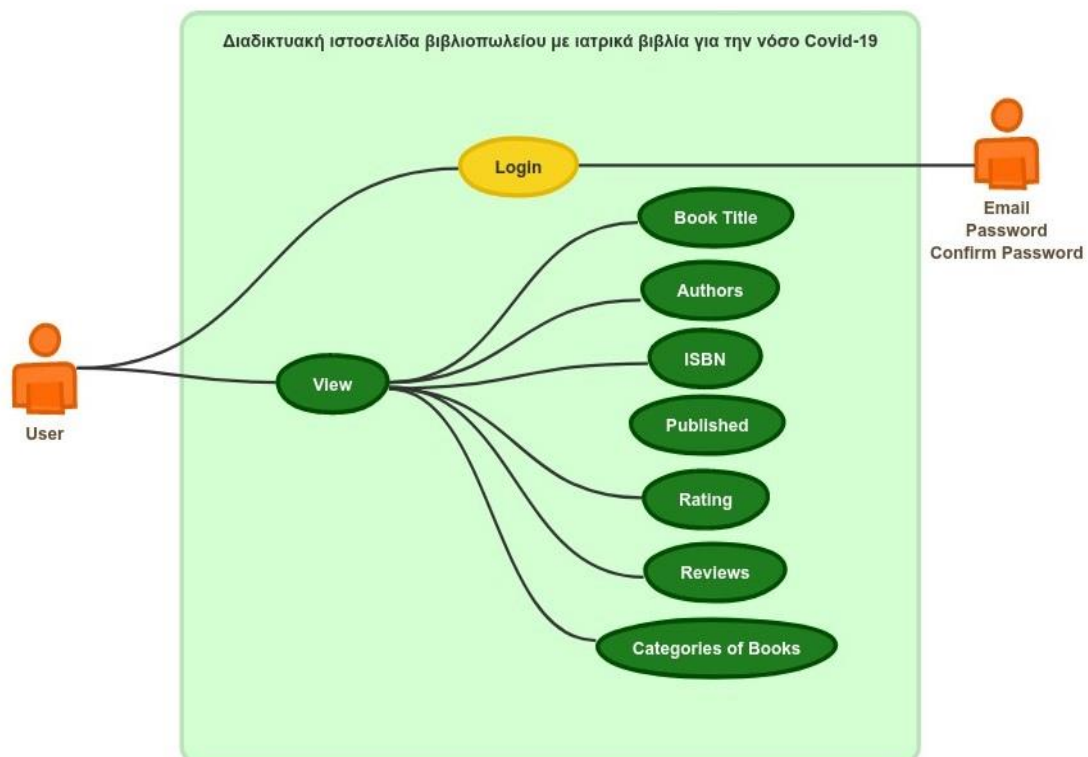 Διαδικτυακή ιστοσελίδα βιβλιοπωλείου με ιατρικά βιβλία για την νόσο Covid-19
Login
Email
Password
Confirm Password
Book Title
Authors
ISBN
View
User
Published
Rating
Reviews
Categories of Books